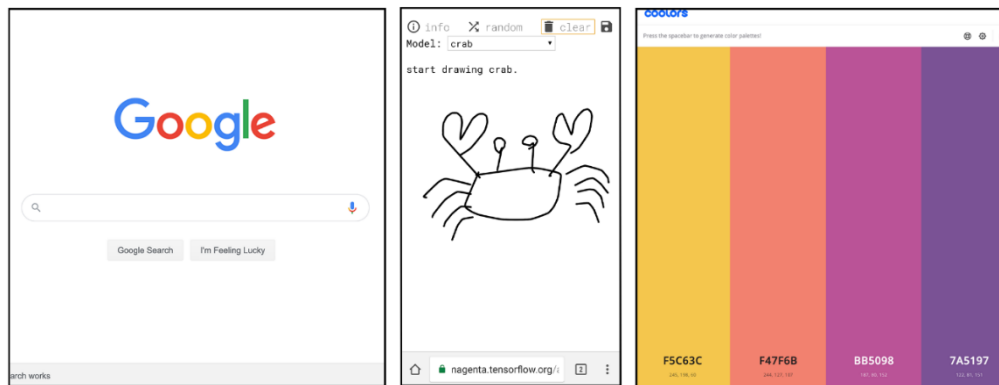 Google
Google Search
I'm Feeling Lucky
arch works
info
random
clear
Model: crab
start drawing crab.
nagenta.tensorflow.org/
2
coolors
Press the spacebar to generate color palettes!
F5C63C
F47F6B
BB5098
7A5197